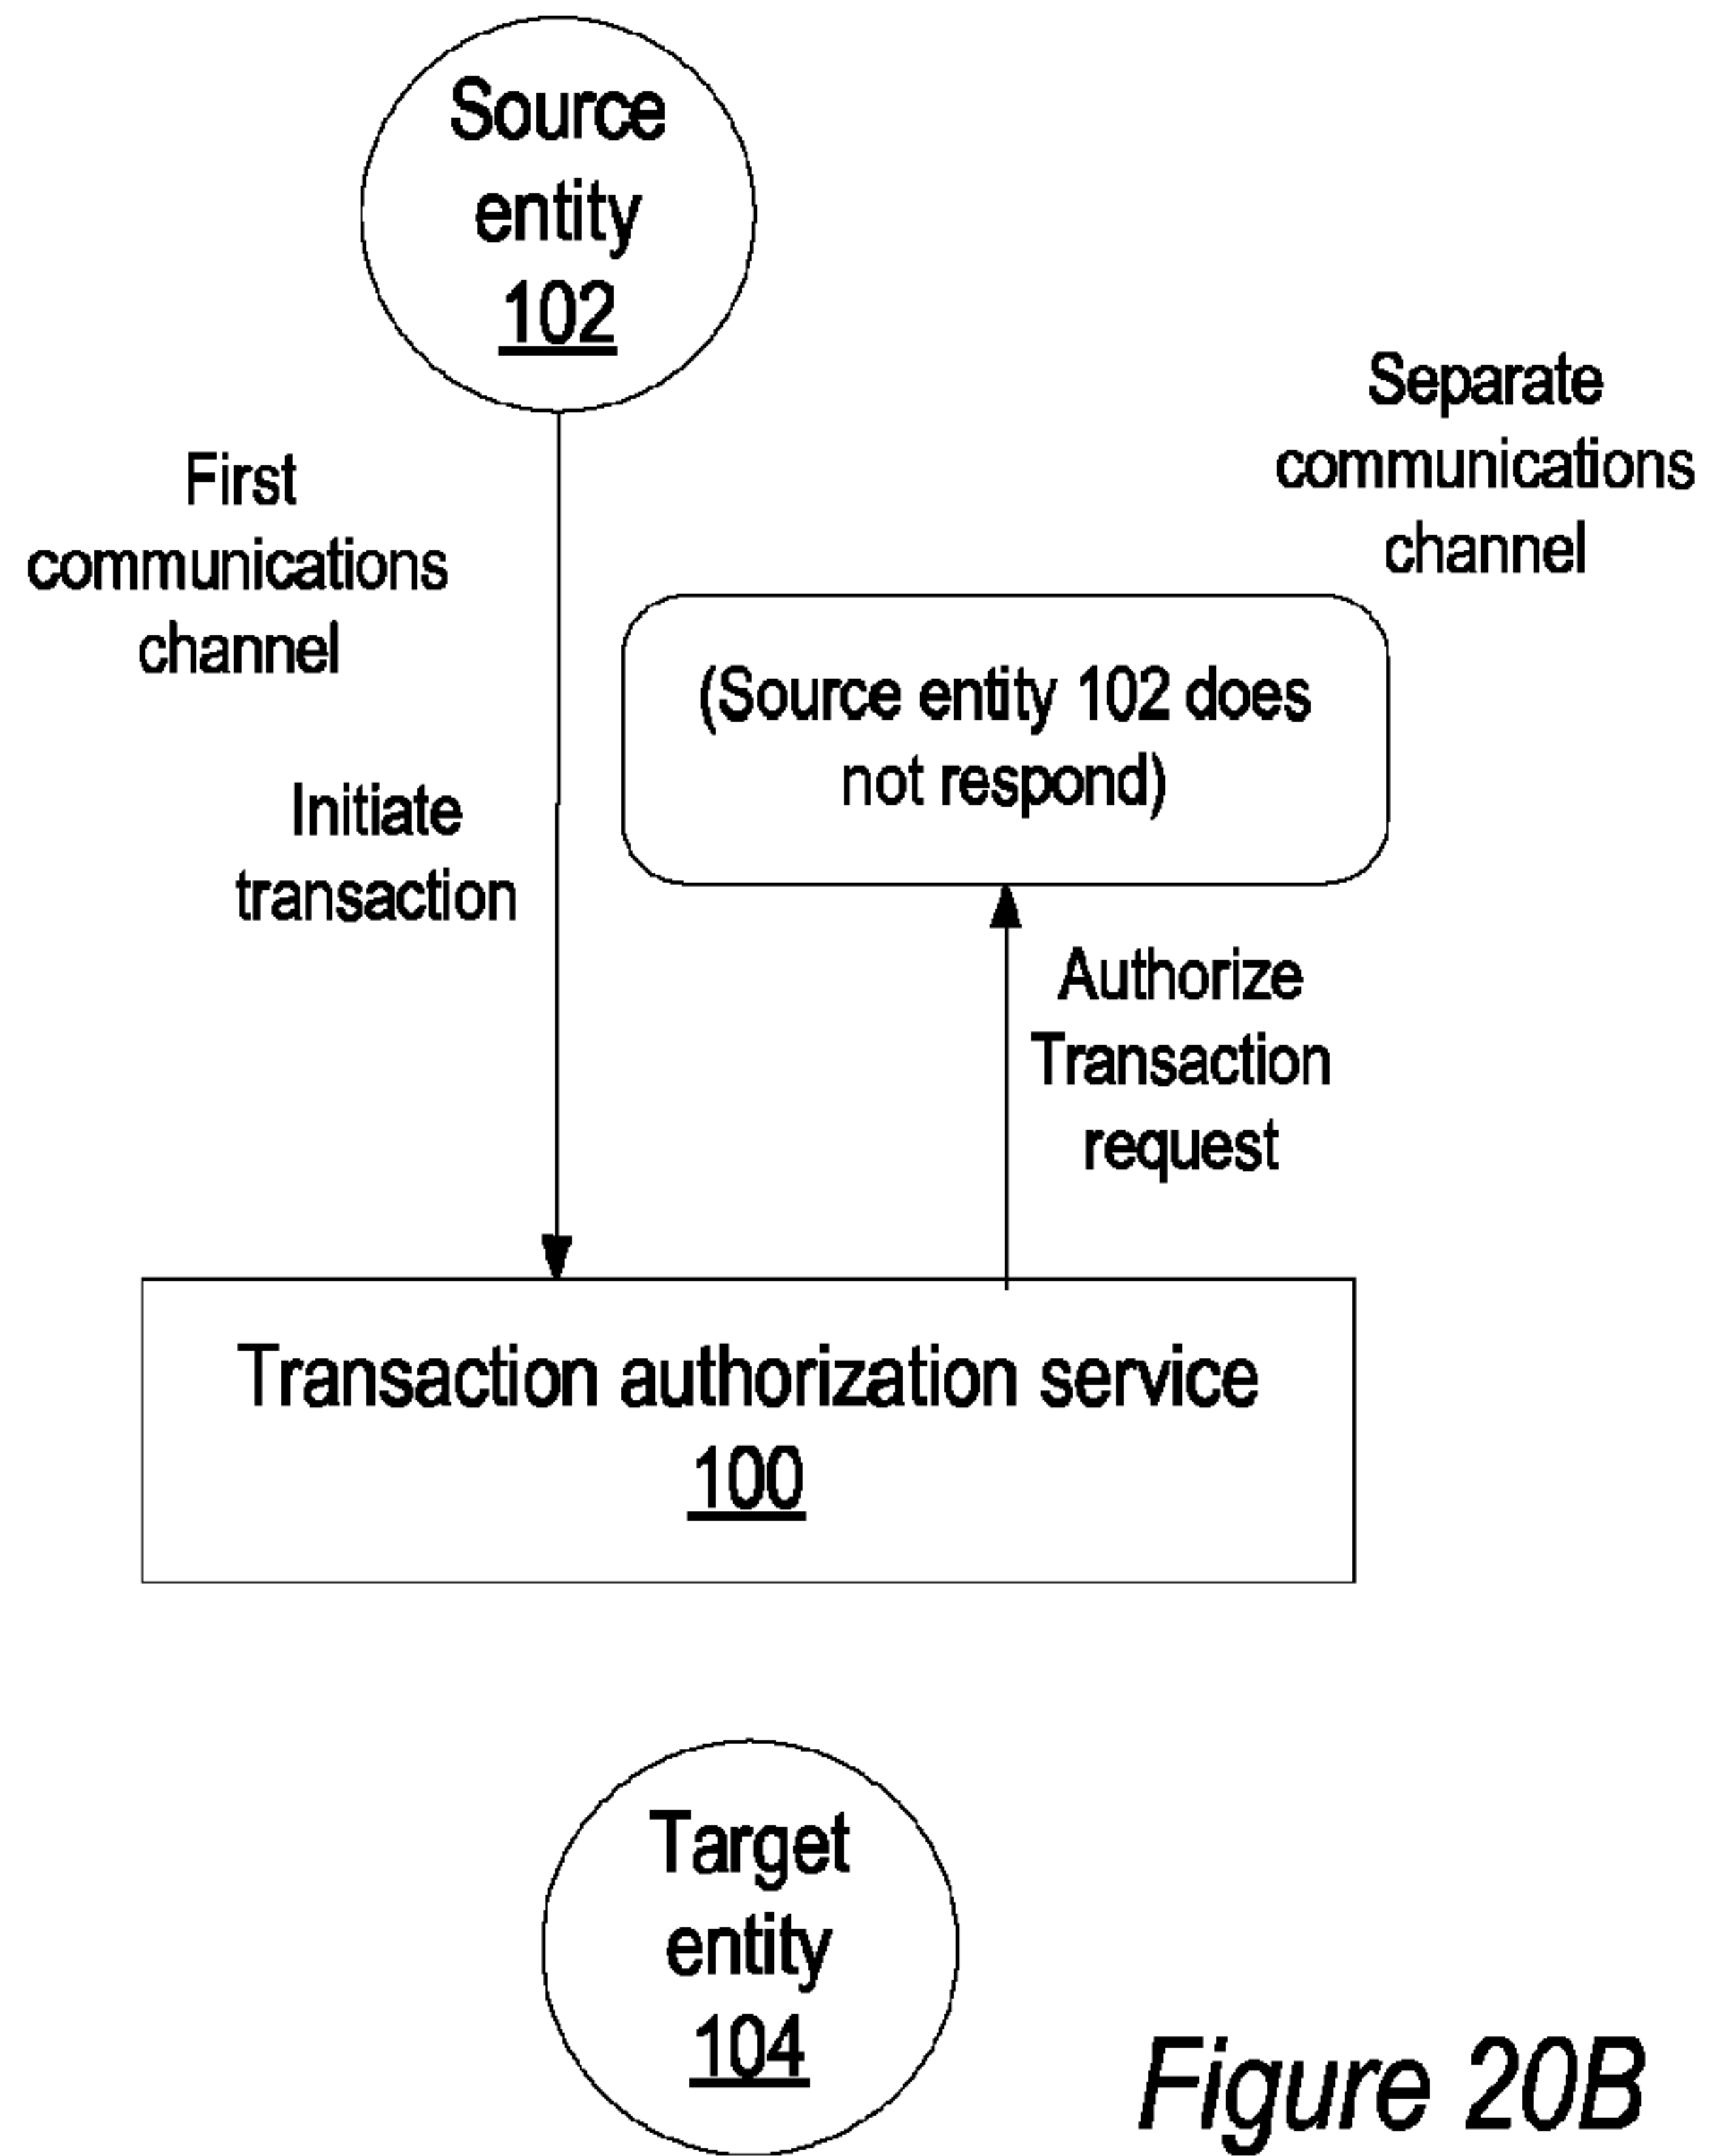 Source
entity
102
First
communications
channel
Separate
communications
channel
(Source entity 102 does
not respond)
Initiate
transaction
Authorize
Transaction
request
Transaction authorization service
100
Target
entity
104
Figure 20B